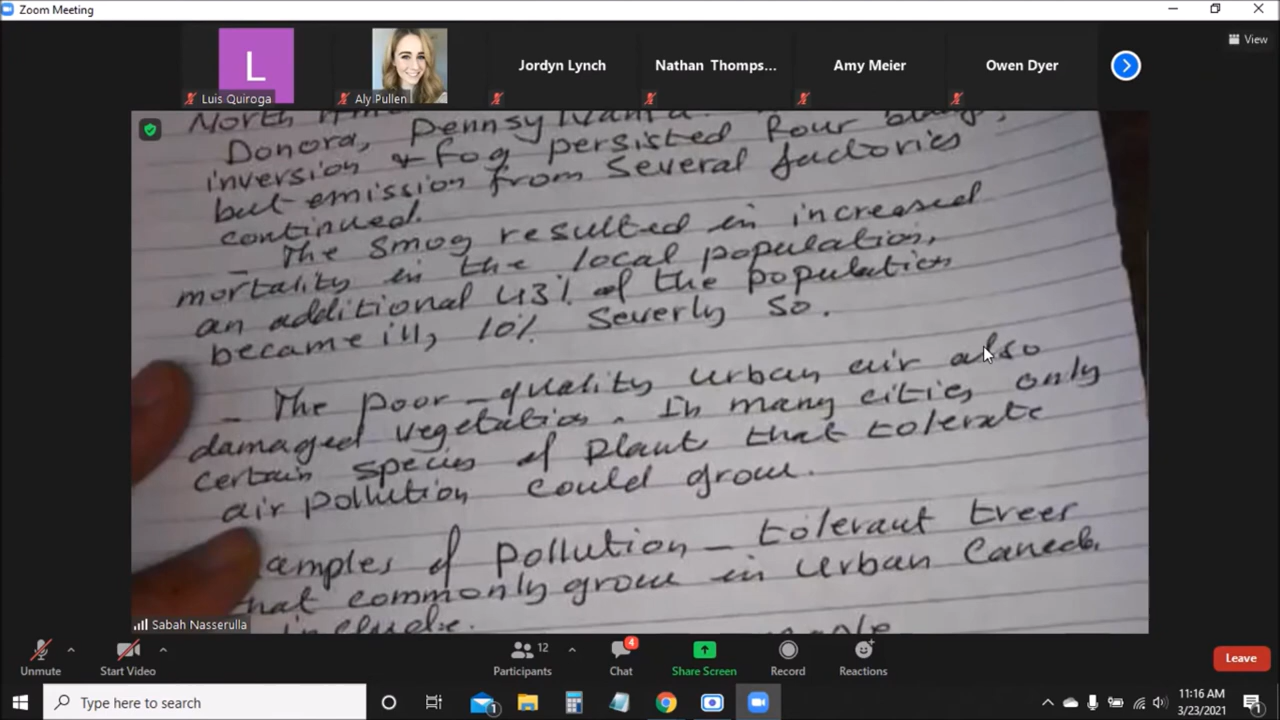 Zoom Meeting
View
L
Luis Quiroga
Aly Pullen
Jordyn Lynch
Nathan Thomps...
Amy Meier
Owen Dyer
North
Donora, Pennsylvania
inversion & fog persisted four
but emission from several factories
continued.
- The smog resulted in increased
mortality in the local population,
an additional 43% of the population
became ill, 10% severly so.
- The poor-quality urban air also
damaged vegetation. In many cities only
certain species of plant that tolerate
air pollution could grow.
amples of pollution-tolerant trees
that commonly grow in urban Canada.
include.
Sabah Nasserulla
Unmute
Start Video
Participants
12
Chat
4
Share Screen
Record
Reactions
Leave
Type here to search
1
11:16 AM
3/23/2021
1